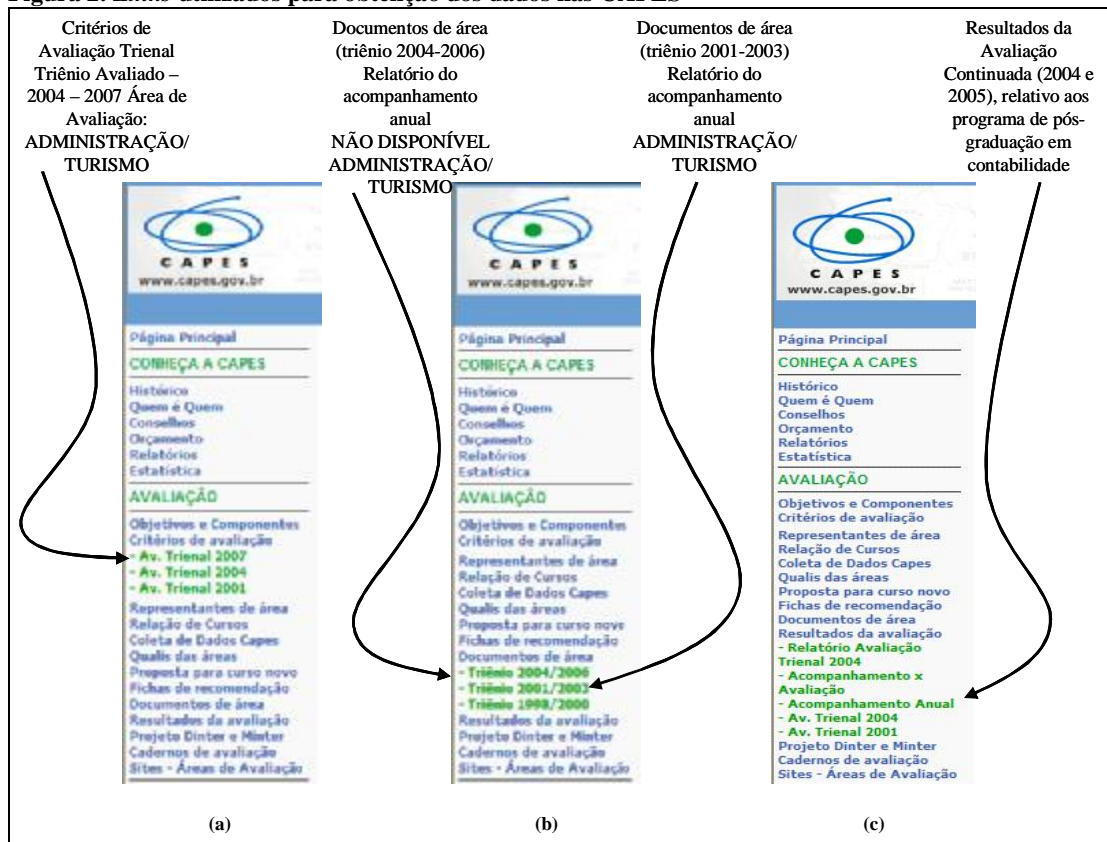 Critérios de
Avaliação Trienal
Triênio Avaliado –
2004 – 2007 Área de
Avaliação:
ADMINISTRAÇÃO/
TURISMO
Documentos de área
(triênio 2004-2006)
Relatório do
acompanhamento
anual
NÃO DISPONÍVEL
ADMINISTRAÇÃO/
TURISMO
Documentos de área
(triênio 2001-2003)
Relatório do
acompanhamento
anual
ADMINISTRAÇÃO/
TURISMO
Resultados da
Avaliação
Continuada (2004 e
2005), relativo aos
programa de pós-
graduação em
contabilidade
CAPES
www.capes.gov.br
Página Principal
CONHEÇA A CAPES
Histórico
Quem é Quem
Conselhos
Orçamento
Relatórios
Estatística
AVALIAÇÃO
Objetivos e Componentes
Critérios de avaliação
- Av. Trienal 2007
- Av. Trienal 2004
- Av. Trienal 2001
Representantes de área
Relação de Cursos
Coleta de Dados Capes
Qualis das áreas
Proposta para curso novo
Fichas de recomendação
Documentos de área
Resultados da avaliação
Projeto Dinter e Minter
Cadernos de avaliação
Sites - Áreas de Avaliação
(a)
CAPES
www.capes.gov.br
Página Principal
CONHEÇA A CAPES
Histórico
Quem é Quem
Conselhos
Orçamento
Relatórios
Estatística
AVALIAÇÃO
Objetivos e Componentes
Critérios de avaliação
Representantes de área
Relação de Cursos
Coleta de Dados Capes
Qualis das áreas
Proposta para curso novo
Fichas de recomendação
Documentos de área
- Triênio 2004/2006
- Triênio 2001/2003
- Triênio 1998/2000
Resultados da avaliação
Projeto Dinter e Minter
Cadernos de avaliação
Sites - Áreas de Avaliação
(b)
CAPES
www.capes.gov.br
Página Principal
CONHEÇA A CAPES
Histórico
Quem é Quem
Conselhos
Orçamento
Relatórios
Estatística
AVALIAÇÃO
Objetivos e Componentes
Critérios de avaliação
Representantes de área
Relação de Cursos
Coleta de Dados Capes
Qualis das áreas
Proposta para curso novo
Fichas de recomendação
Documentos de área
Resultados da avaliação
- Relatório Avaliação
Trienal 2004
- Acompanhamento x
Avaliação
- Acompanhamento Anual
- Av. Trienal 2004
- Av. Trienal 2001
Projeto Dinter e Minter
Cadernos de avaliação
Sites - Áreas de Avaliação
(c)